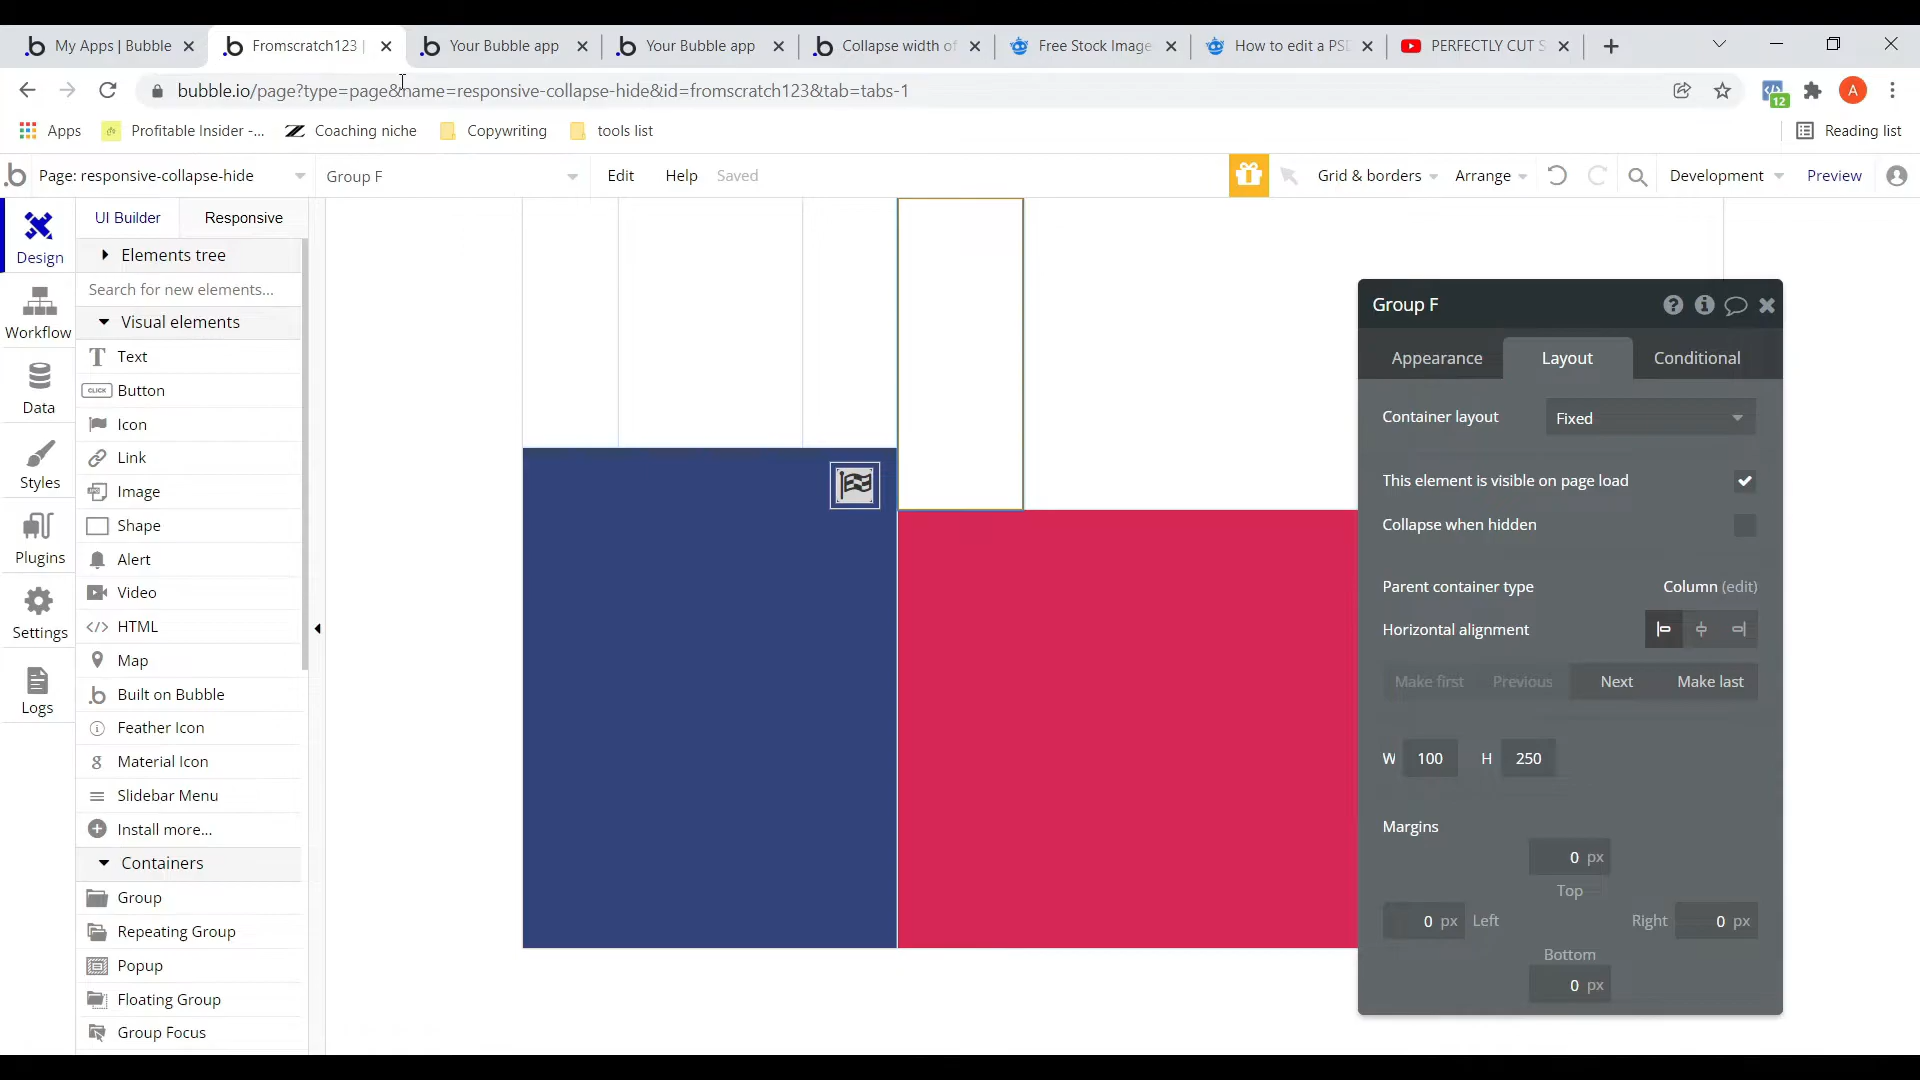 My Apps | Bubble
Fromscratch123 |
Your Bubble app
Your Bubble app
Collapse width of
Free Stock Image
How to edit a PSD
PERFECTLY CUT S
bubble.io/page?type=page&name=responsive-collapse-hide&id=fromscratch123&tab=tabs-1
12
A
Apps
Profitable Insider -...
Coaching niche
Copywriting
tools list
Reading list
Page: responsive-collapse-hide
Group F
Edit
Help
Saved
Grid & borders
Arrange
Development
Preview
Design
Workflow
Data
Styles
Plugins
Settings
Logs
UI Builder
Responsive
Elements tree
Search for new elements...
Visual elements
Text
CLICK Button
Icon
Link
Image
Shape
Alert
Video
HTML
Map
Built on Bubble
Feather Icon
Material Icon
Slidebar Menu
Install more...
Containers
Group
Repeating Group
Popup
Floating Group
Group Focus
Group F
Appearance
Layout
Conditional
Container layout
Fixed
This element is visible on page load
Collapse when hidden
Parent container type
Column (edit)
Horizontal alignment
Make first
Previous
Next
Make last
W 100 H 250
Margins
0 px
Top
0 px Left
Right 0 px
Bottom
0 px